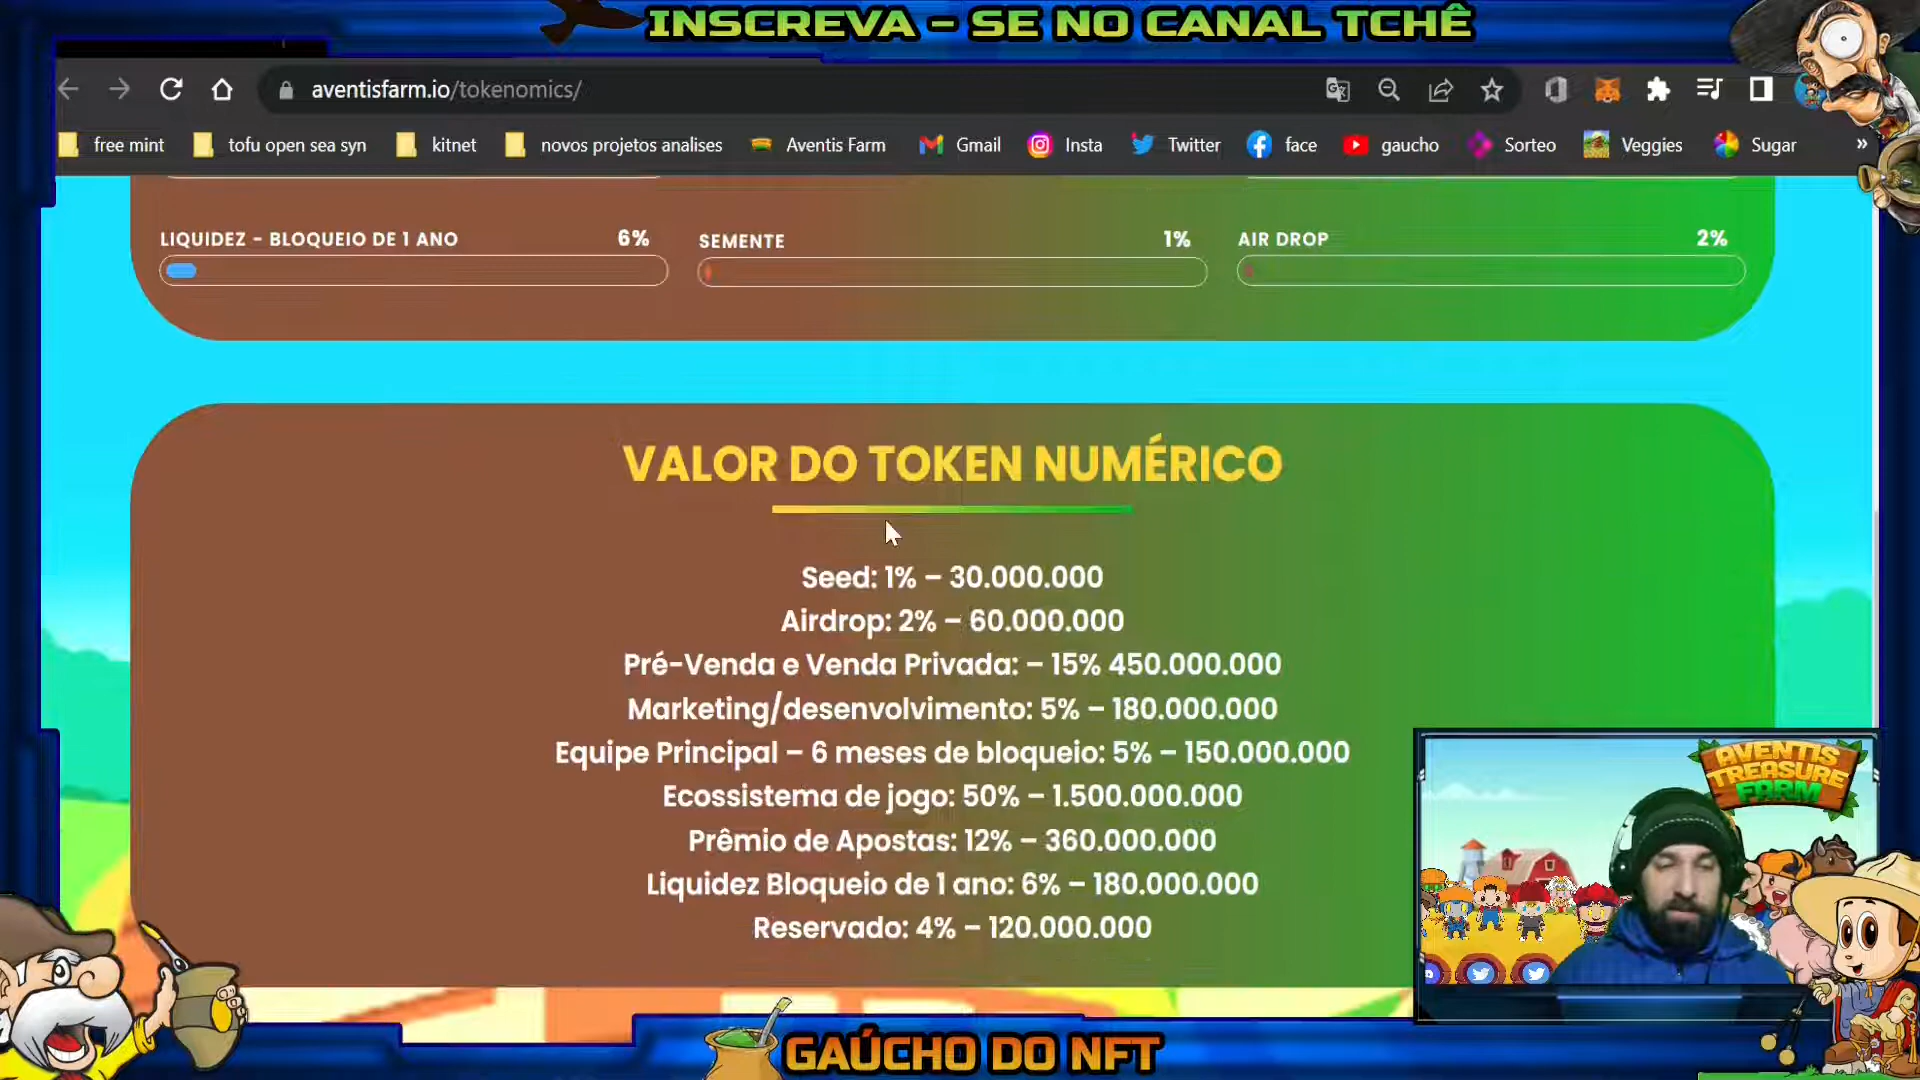 INSCREVA - SE NO CANAL TCHÊ
aventisfarm.io/tokenomics/
free mint
tofu open sea syn
kitnet
novos projetos analises
Aventis Farm
Gmail
Insta
Twitter
face
gaucho
Sorteo
Veggies
Sugar
»
LIQUIDEZ - BLOQUEIO DE 1 ANO 6%
SEMENTE 1%
AIR DROP 2%
VALOR DO TOKEN NUMÉRICO
Seed: 1% – 30.000.000
Airdrop: 2% – 60.000.000
Pré-Venda e Venda Privada: – 15% 450.000.000
Marketing/desenvolvimento: 5% – 180.000.000
Equipe Principal – 6 meses de bloqueio: 5% – 150.000.000
Ecossistema de jogo: 50% – 1.500.000.000
Prêmio de Apostas: 12% – 360.000.000
Liquidez Bloqueio de 1 ano: 6% – 180.000.000
Reservado: 4% – 120.000.000
AVENTIS
TREASURE
FARM
GAÚCHO DO NFT